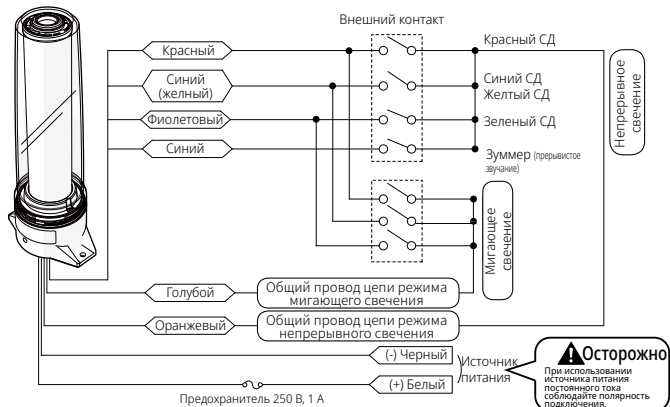 Внешний контакт
Красный
Красный СД
Синий
(желный)
Синий СД
Желтый СД
Фиолетовый
Зеленый СД
Синий
Зуммер (прерывистое
звучание)
Непрерывное
свечение
Мигающее
свечение
Голубой
Общий провод цепи режима
мигающего свечения
Оранжевый
Общий провод цепи режима
непрерывного свечения
(-) Черный
Источник
питания
(+) Белый
Предохранитель 250 В, 1 А
Осторожно
При использовании
источника питания
постоянного тока
соблюдайте полярность
подключения.